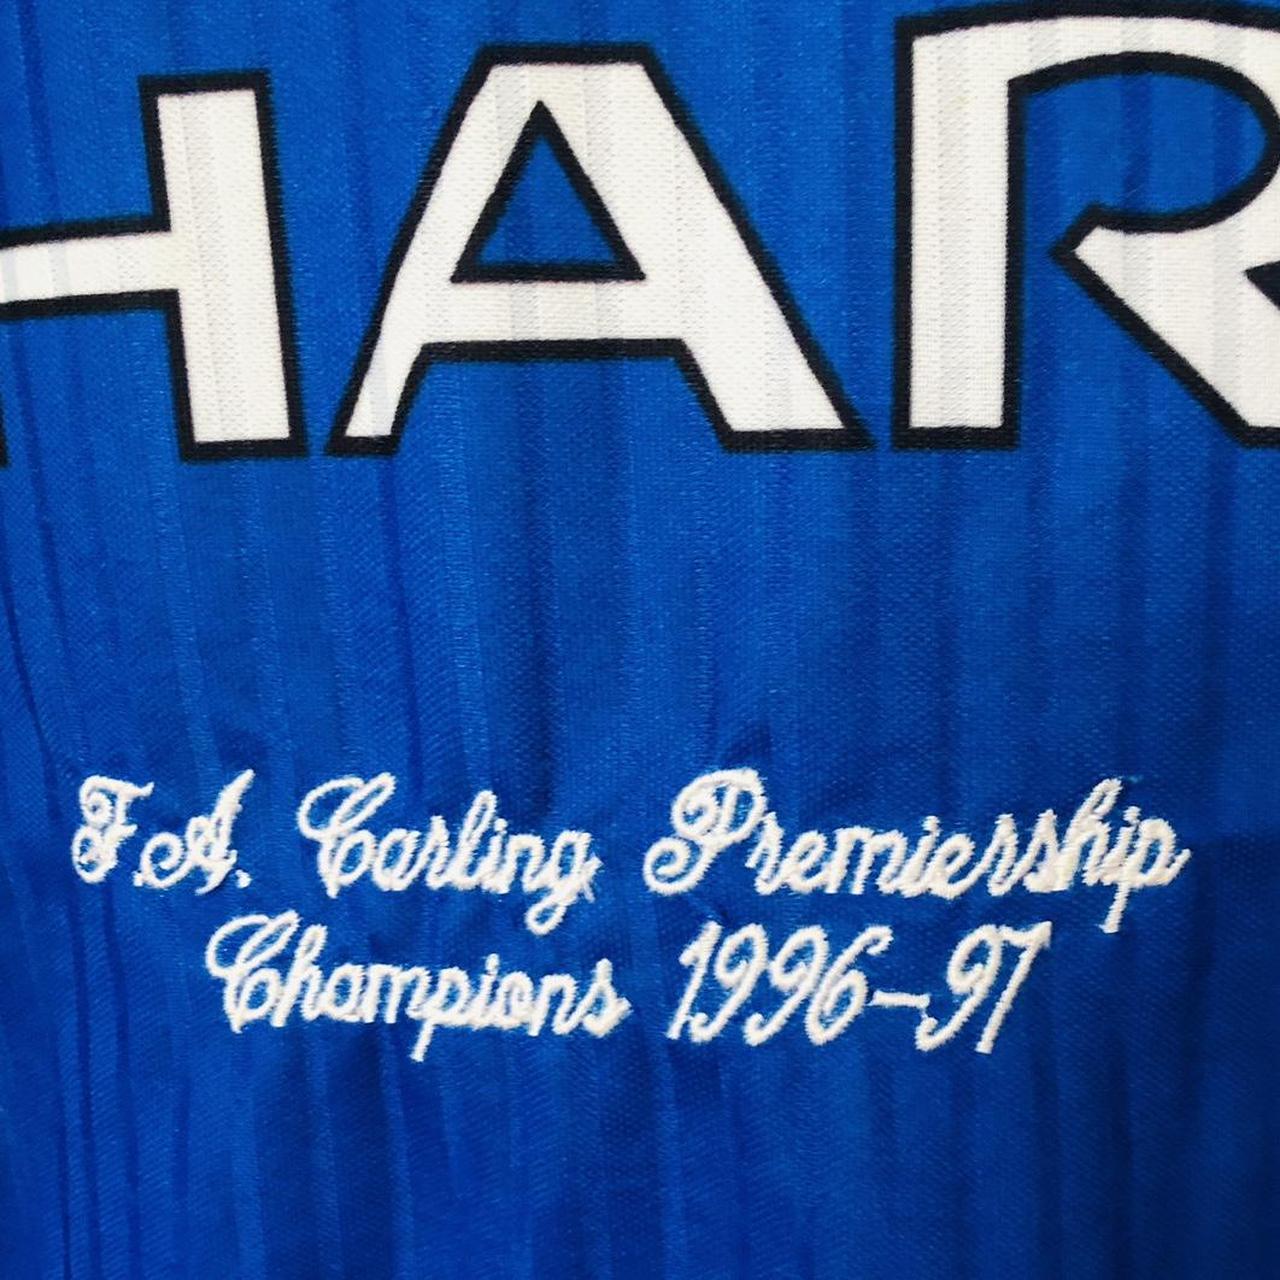 HAR
F.A. Carling Premiership
Champions 1996-97